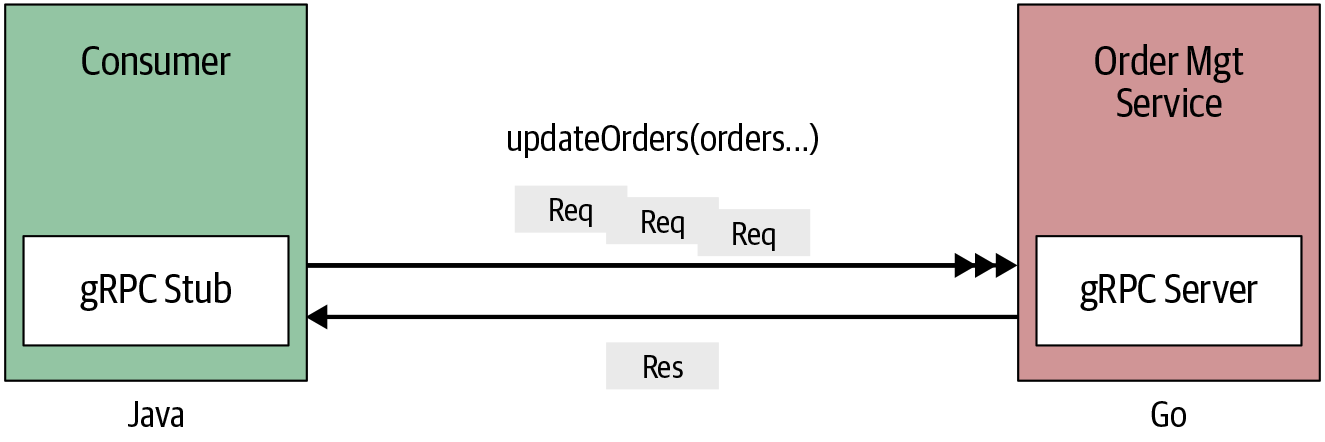 Consumer
Order Mgt
Service
updateOrders(orders...)
Req
Req
Req
gRPC Stub
gRPC Server
Res
Java
Go